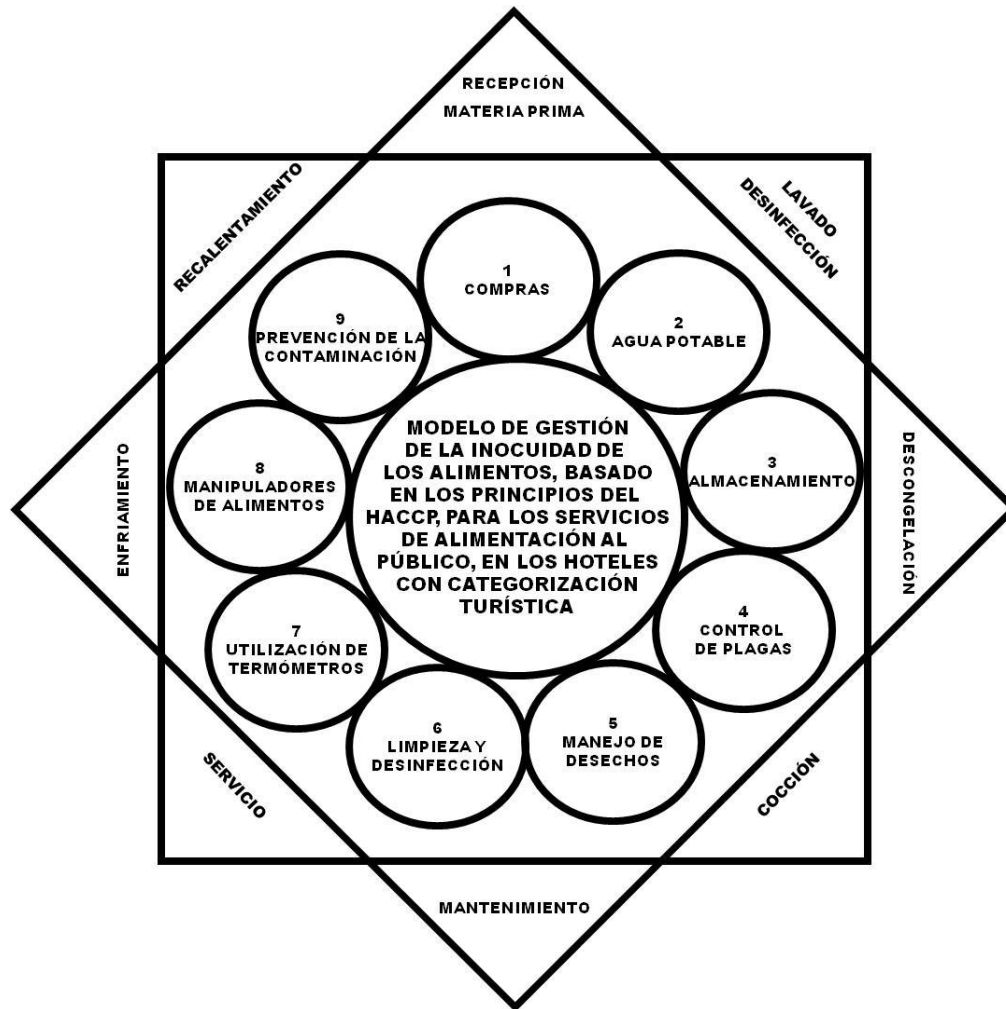 RECEPCIÓN
MATERIA PRIMA
LAVADO
DESINFECCIÓN
DESCONGELACIÓN
COCCIÓN
MANTENIMIENTO
SERVICIO
ENFRIAMIENTO
RECALENTAMIENTO
1
COMPRAS
2
AGUA POTABLE
3
ALMACENAMIENTO
4
CONTROL
DE PLAGAS
5
MANEJO DE
DESECHOS
6
LIMPIEZA Y
DESINFECCIÓN
7
UTILIZACIÓN DE
TERMÓMETROS
8
MANIPULADORES
DE ALIMENTOS
9
PREVENCIÓN DE LA
CONTAMINACIÓN
MODELO DE GESTIÓN
DE LA INOCUIDAD DE
LOS ALIMENTOS, BASADO
EN LOS PRINCIPIOS DEL
HACCP, PARA LOS SERVICIOS
DE ALIMENTACIÓN AL
PÚBLICO, EN LOS HOTELES
CON CATEGORIZACIÓN
TURÍSTICA